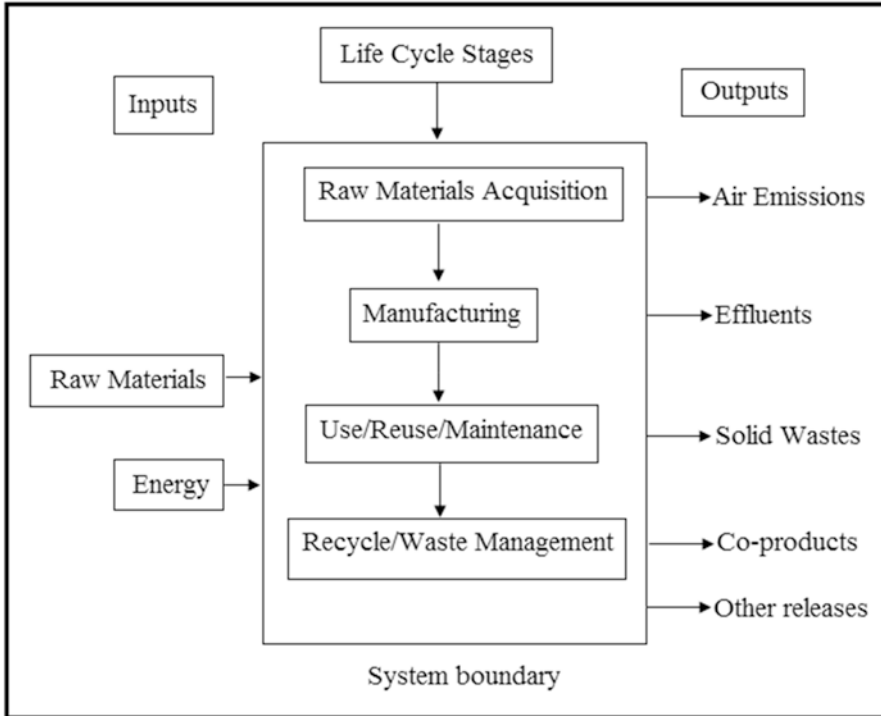 Life Cycle Stages
Inputs
Outputs
Raw Materials Acquisition
Air Emissions
Manufacturing
Effluents
Raw Materials
Use/Reuse/Maintenance
Solid Wastes
Energy
Recycle/Waste Management
Co-products
Other releases
System boundary